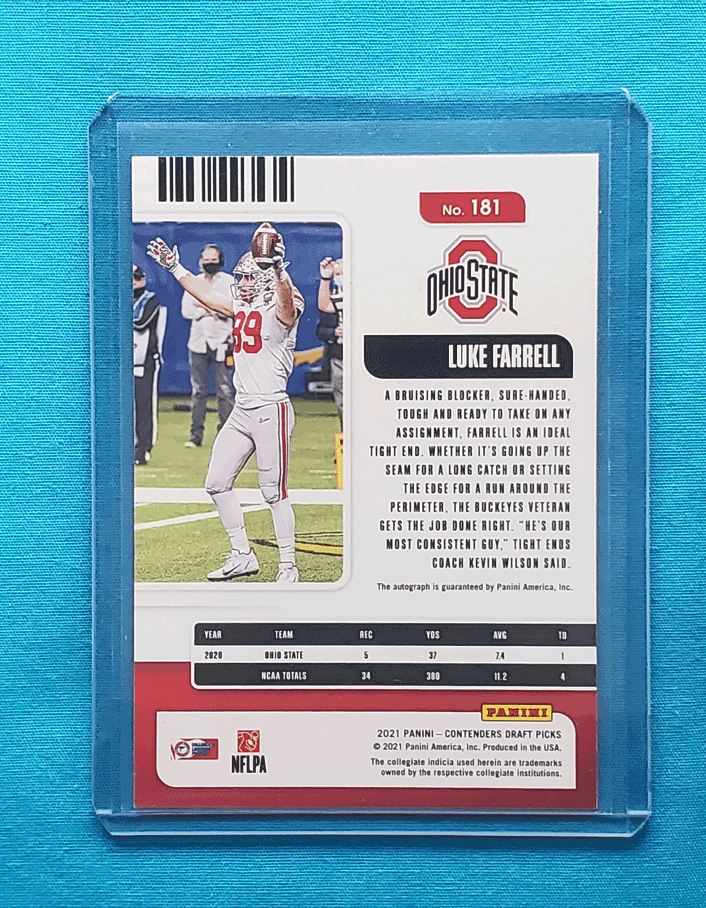 No. 181
OHIO STATE
89
LUKE FARRELL
A BRUISING BLOCKER, SURE-HANDED,
TOUGH AND READY TO TAKE ON ANY
ASSIGNMENT, FARRELL IS AN IDEAL
TIGHT END. WHETHER IT'S GOING UP THE
SEAM FOR A LONG CATCH OR SETTING
THE EDGE FOR A RUN AROUND THE
PERIMETER, THE BUCKEYES VETERAN
GETS THE JOB DONE RIGHT. "HE'S OUR
MOST CONSISTENT GUY," TIGHT ENDS
COACH KEVIN WILSON SAID.
The autograph is guaranteed by Panini America, Inc.
YEAR TEAM REC YDS AVG TD
2020 OHIO STATE 5 37 7.4 1
NCAA TOTALS 34 380 11.2 4
PANINI
2021 PANINI – CONTENDERS DRAFT PICKS
© 2021 Panini America, Inc. Produced in the USA.
The collegiate indicia used herein are trademarks
owned by the respective collegiate institutions.
NFLPA